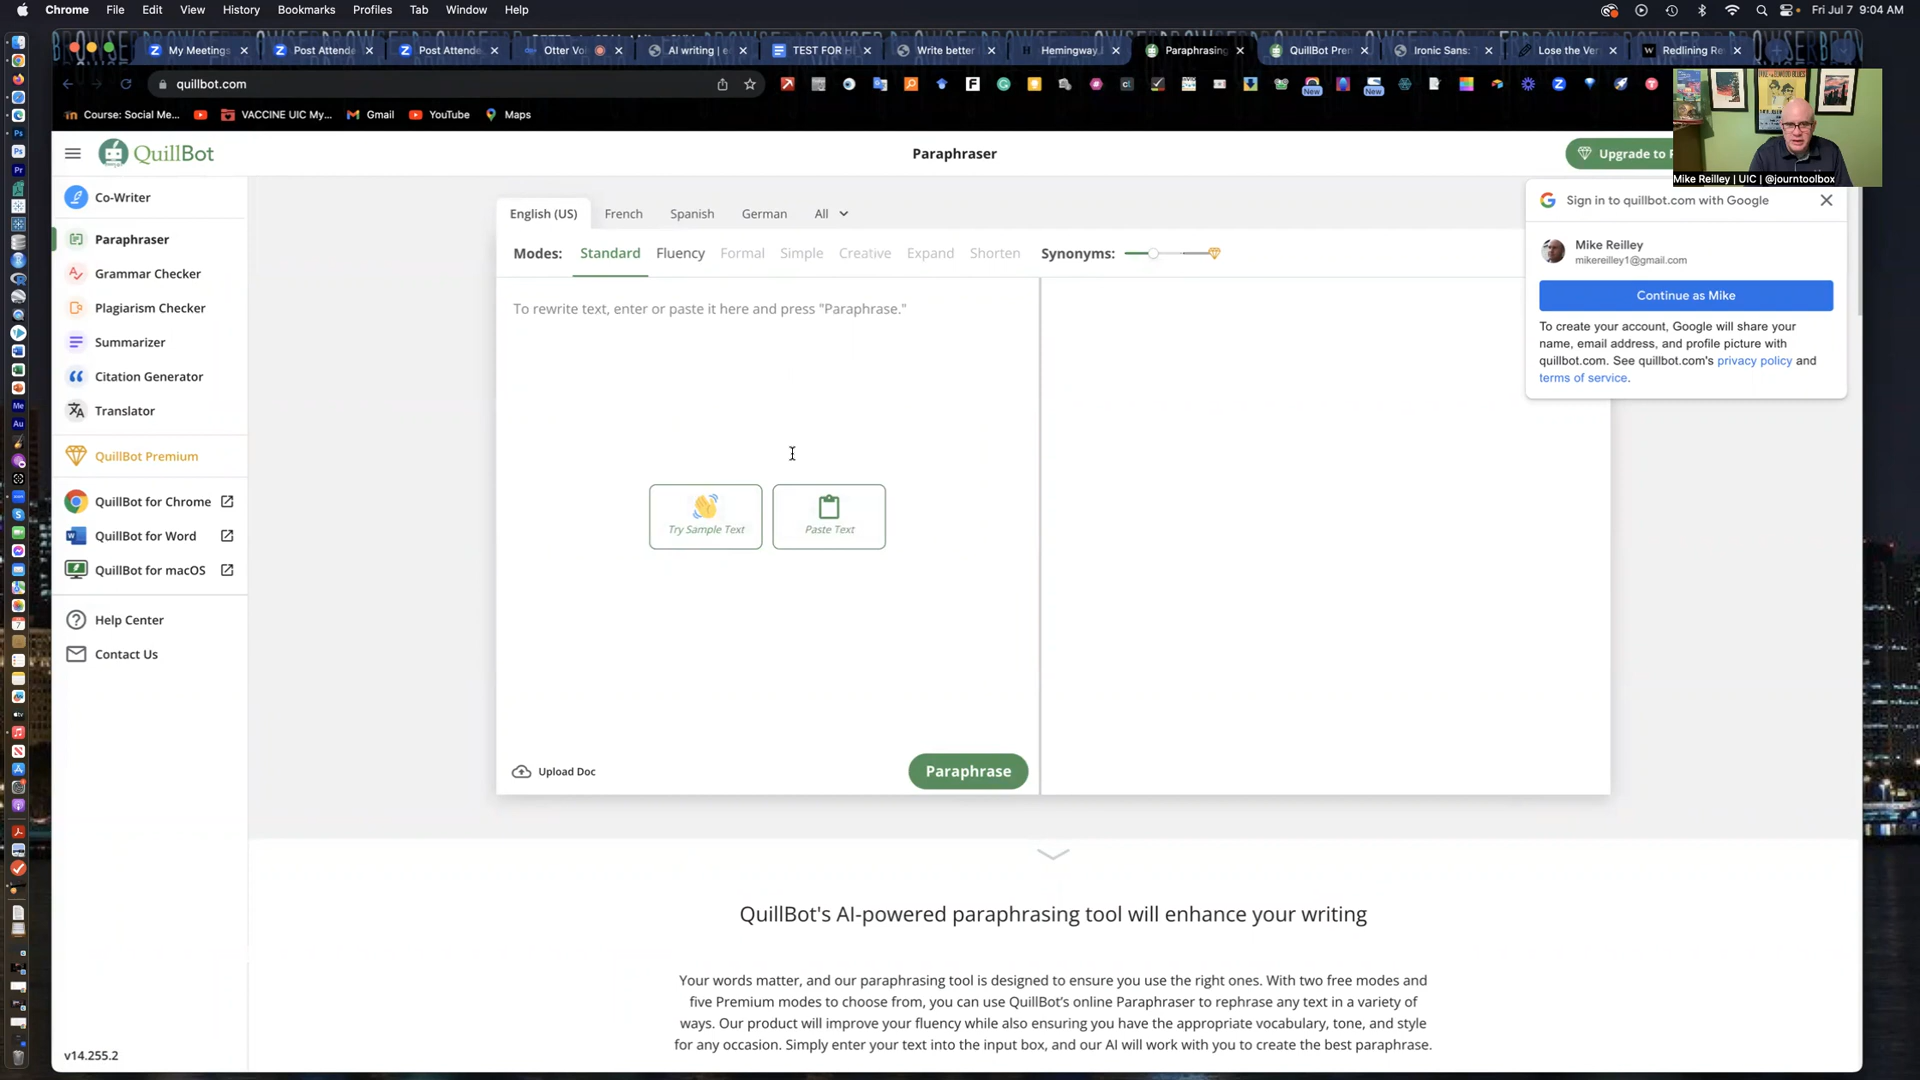 Chrome File Edit View History Bookmarks Profiles Tab Window Help
Fri Jul 7 9:04 AM
My Meetings
Post Attende
Post Attende
Otter Vo
AI writing | e
TEST FOR H
Write better
Hemingway
Paraphrasing
QuillBot Pre
Ironic Sans:
Lose the Ver
Redlining Re
quillbot.com
New
New
Course: Social Me...
VACCINE UIC My...
Gmail
YouTube
Maps
Mike Reilley | UIC | @journtoolbox
QuillBot
Paraphraser
Upgrade to
Co-Writer
Paraphraser
Grammar Checker
Plagiarism Checker
Summarizer
Citation Generator
Translator
QuillBot Premium
QuillBot for Chrome
QuillBot for Word
QuillBot for macOS
Help Center
Contact Us
v14.255.2
English (US) French Spanish German All
Modes: Standard Fluency Formal Simple Creative Expand Shorten Synonyms:
To rewrite text, enter or paste it here and press "Paraphrase."
Try Sample Text
Paste Text
Upload Doc
Paraphrase
Sign in to quillbot.com with Google
Mike Reilley
mikereilley1@gmail.com
Continue as Mike
To create your account, Google will share your
name, email address, and profile picture with
quillbot.com. See quillbot.com's privacy policy and
terms of service.
QuillBot's AI-powered paraphrasing tool will enhance your writing
Your words matter, and our paraphrasing tool is designed to ensure you use the right ones. With two free modes and
five Premium modes to choose from, you can use QuillBot's online Paraphraser to rephrase any text in a variety of
ways. Our product will improve your fluency while also ensuring you have the appropriate vocabulary, tone, and style
for any occasion. Simply enter your text into the input box, and our AI will work with you to create the best paraphrase.